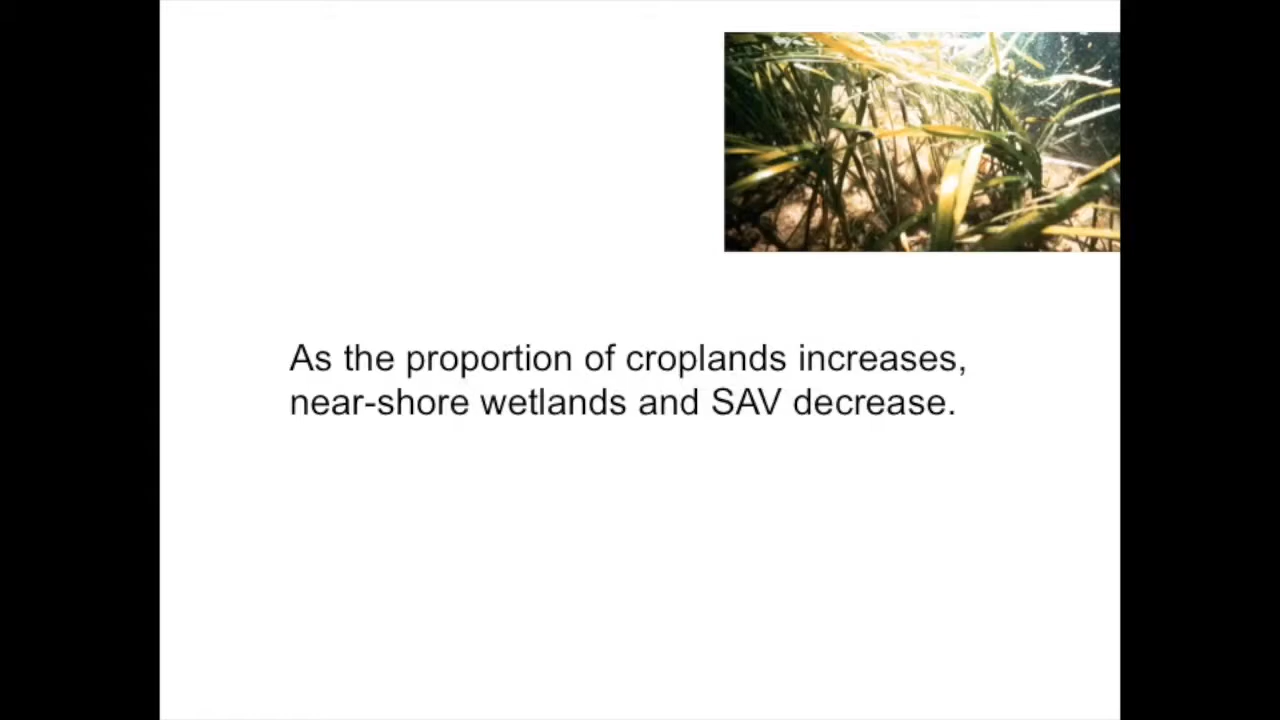 As the proportion of croplands increases,
near-shore wetlands and SAV decrease.